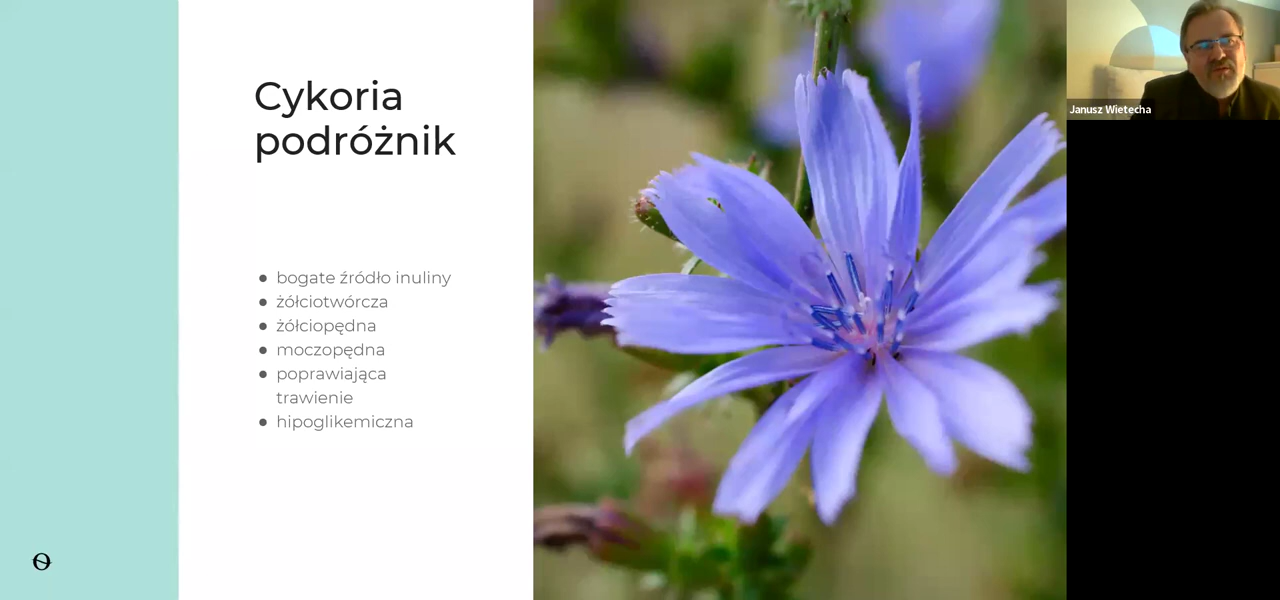 Cykoria
podróżnik
● bogate źródło inuliny
● żółciotwórcza
● żółciopędna
● moczopędna
● poprawiająca
trawienie
● hipoglikemiczna
Janusz Wietecha